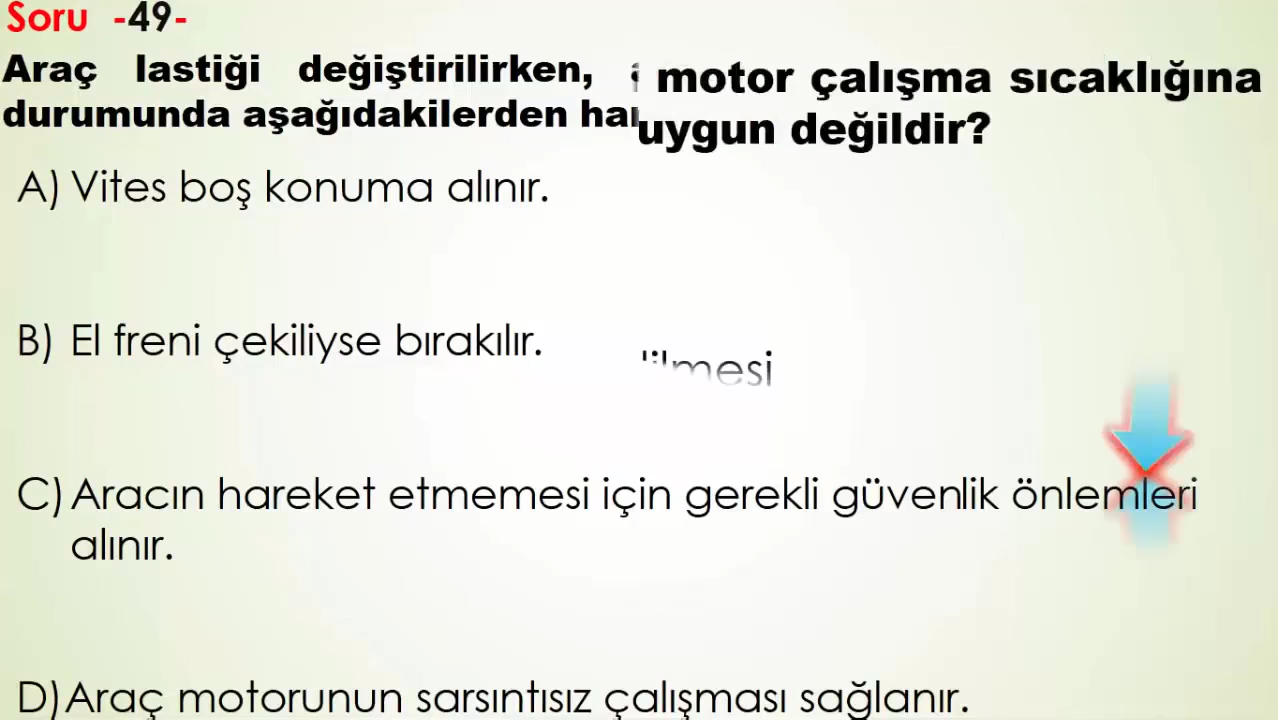 Soru -49-
Araç lastiği değiştirilirken, motor çalışma sıcaklığına
durumunda aşağıdakilerden uygun değildir?
A) Vites boş konuma alınır.
B) El freni çekiliyse bırakılır.
C) Aracın hareket etmemesi için gerekli güvenlik önlemleri
alınır.
D) Araç motorunun sarsıntısız çalışması sağlanır.